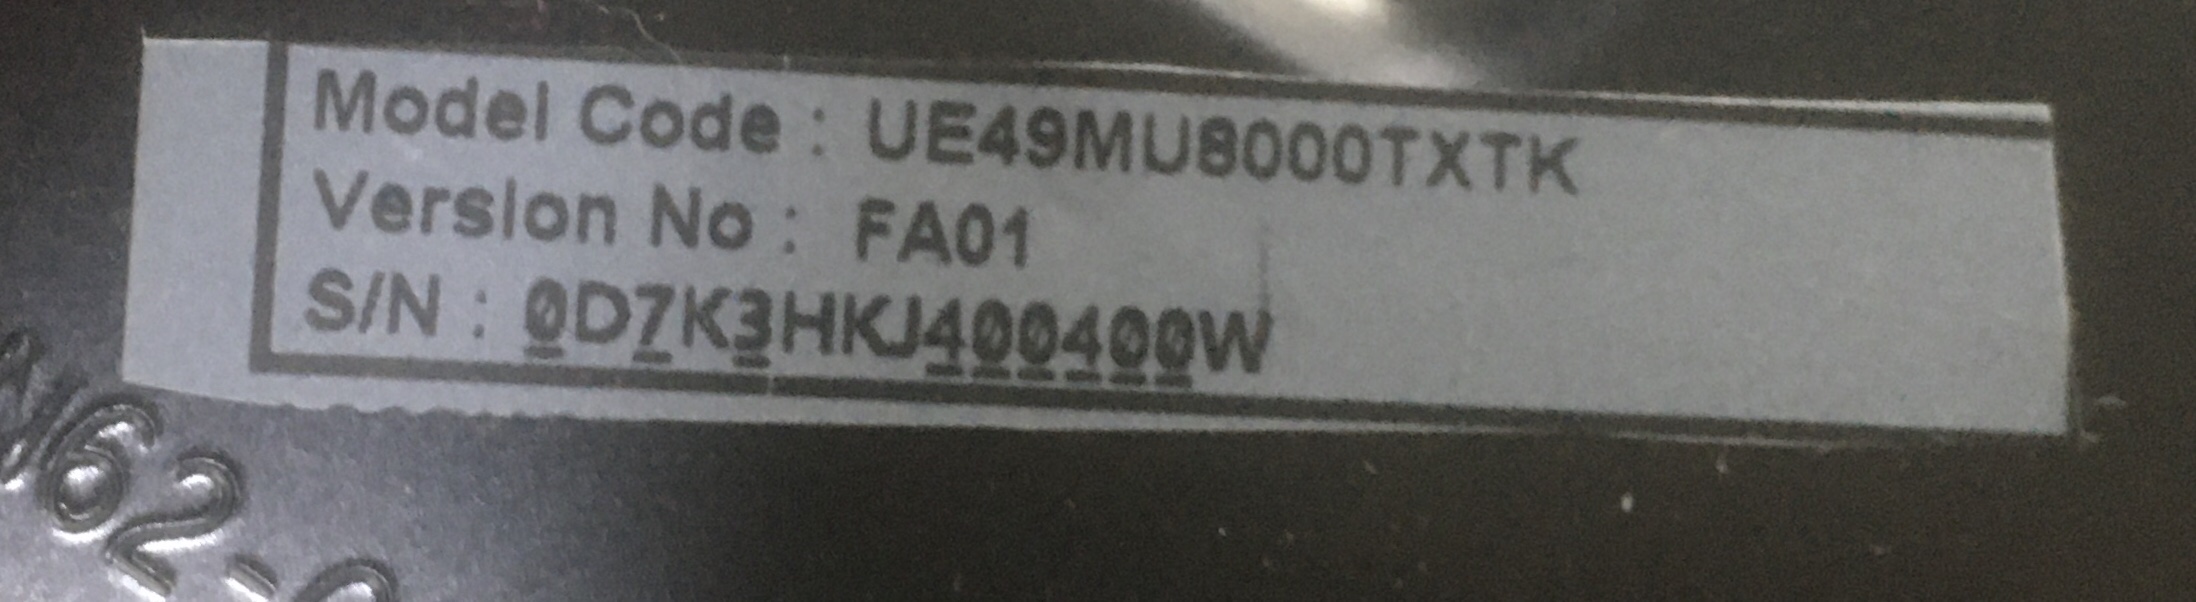 Model Code : UE49MU8000TXTK
Version No : FA01
S/N : 0D7K3HKJ400400W